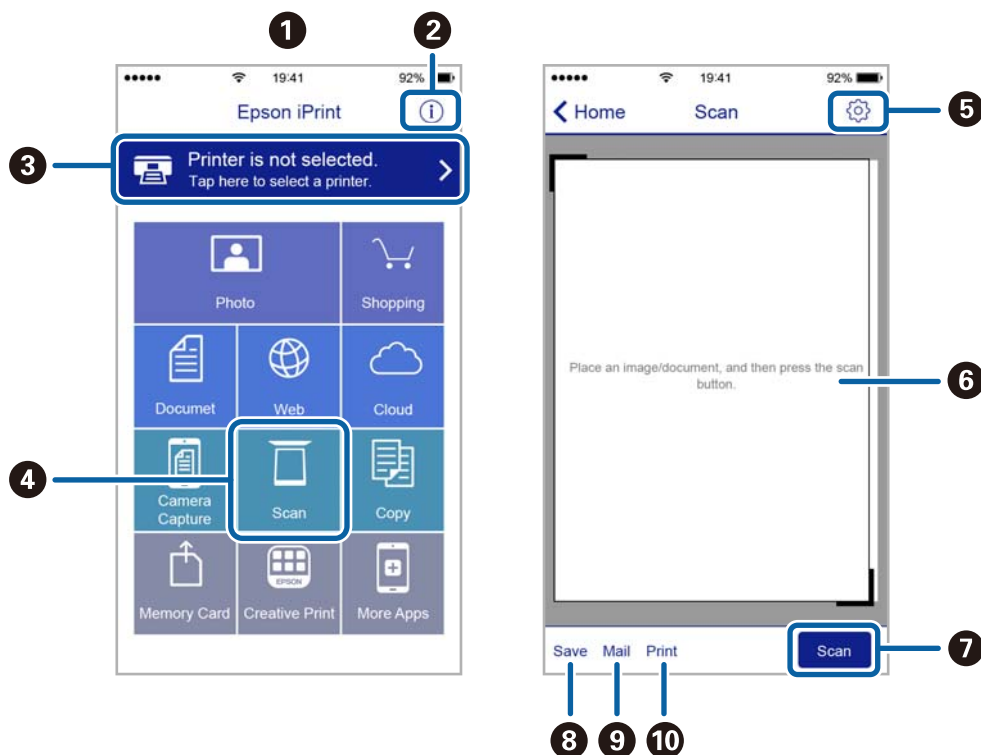 1
2
19:41
92%
Epson iPrint
i
3
Printer is not selected.
Tap here to select a printer.
Photo
Shopping
Documet
Web
Cloud
4
Camera
Capture
Scan
Copy
EPSON
Memory Card
Creative Print
More Apps
19:41
92%
Home
Scan
5
Place an image/document, and then press the scan
button.
6
Save
Mail
Print
Scan
7
8
9
10